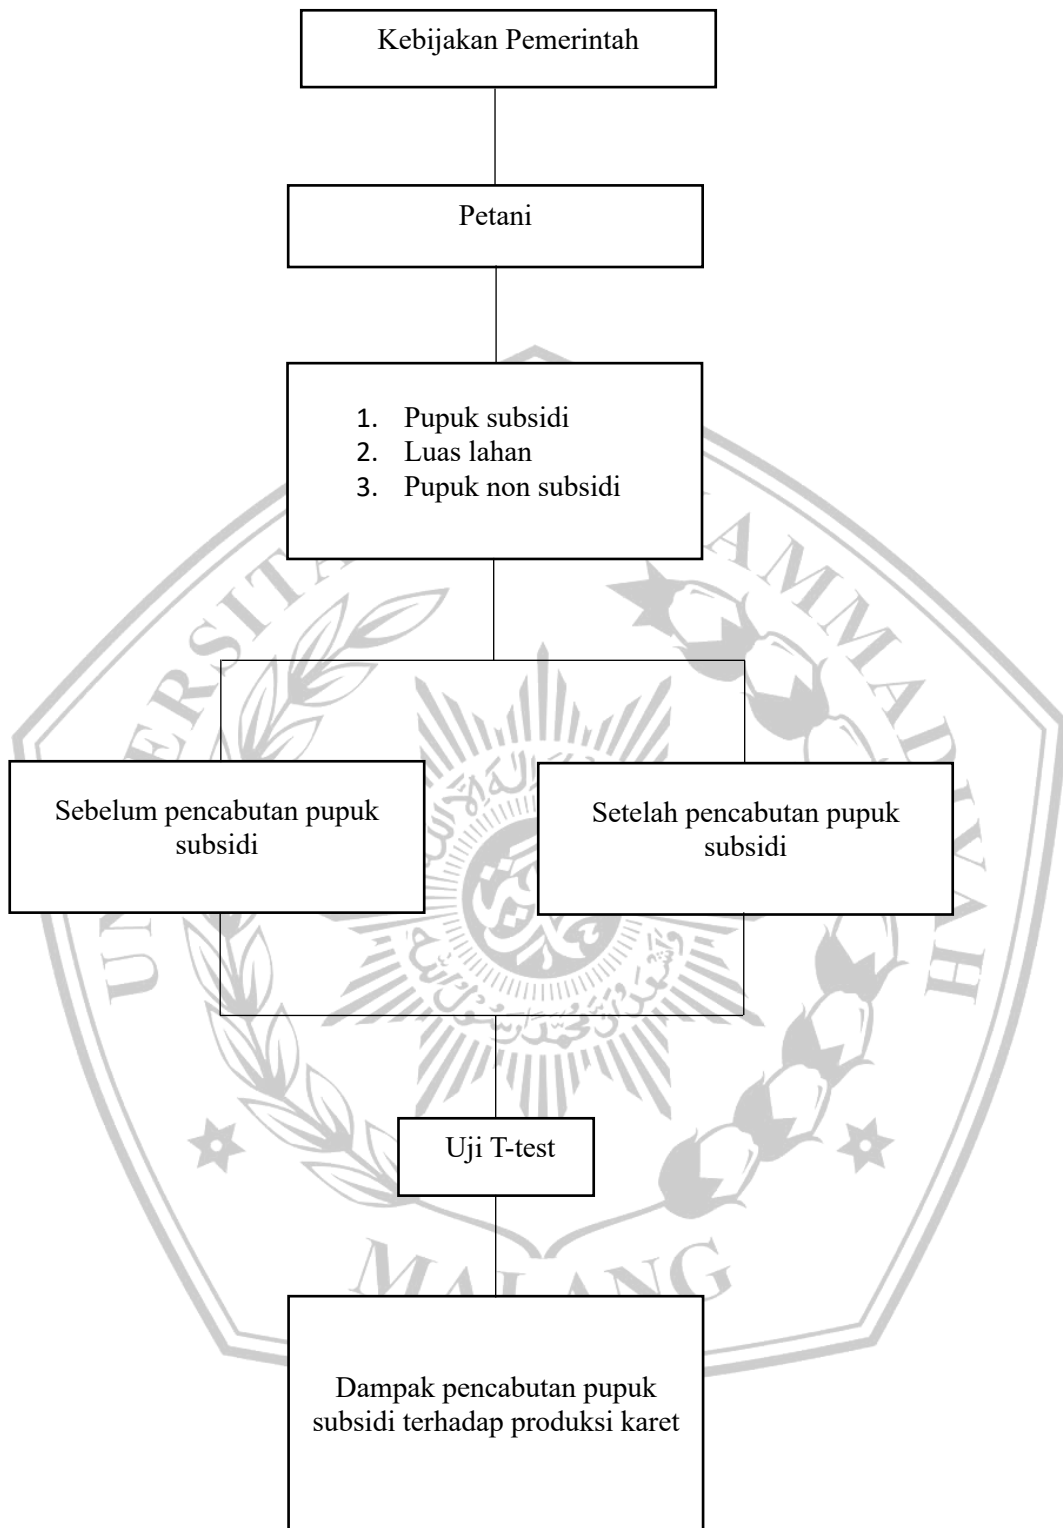 Kebijakan Pemerintah
Petani
1. Pupuk subsidi
2. Luas lahan
3. Pupuk non subsidi
Sebelum pencabutan pupuk
subsidi
Setelah pencabutan pupuk
subsidi
Uji T-test
Dampak pencabutan pupuk
subsidi terhadap produksi karet
MALANG